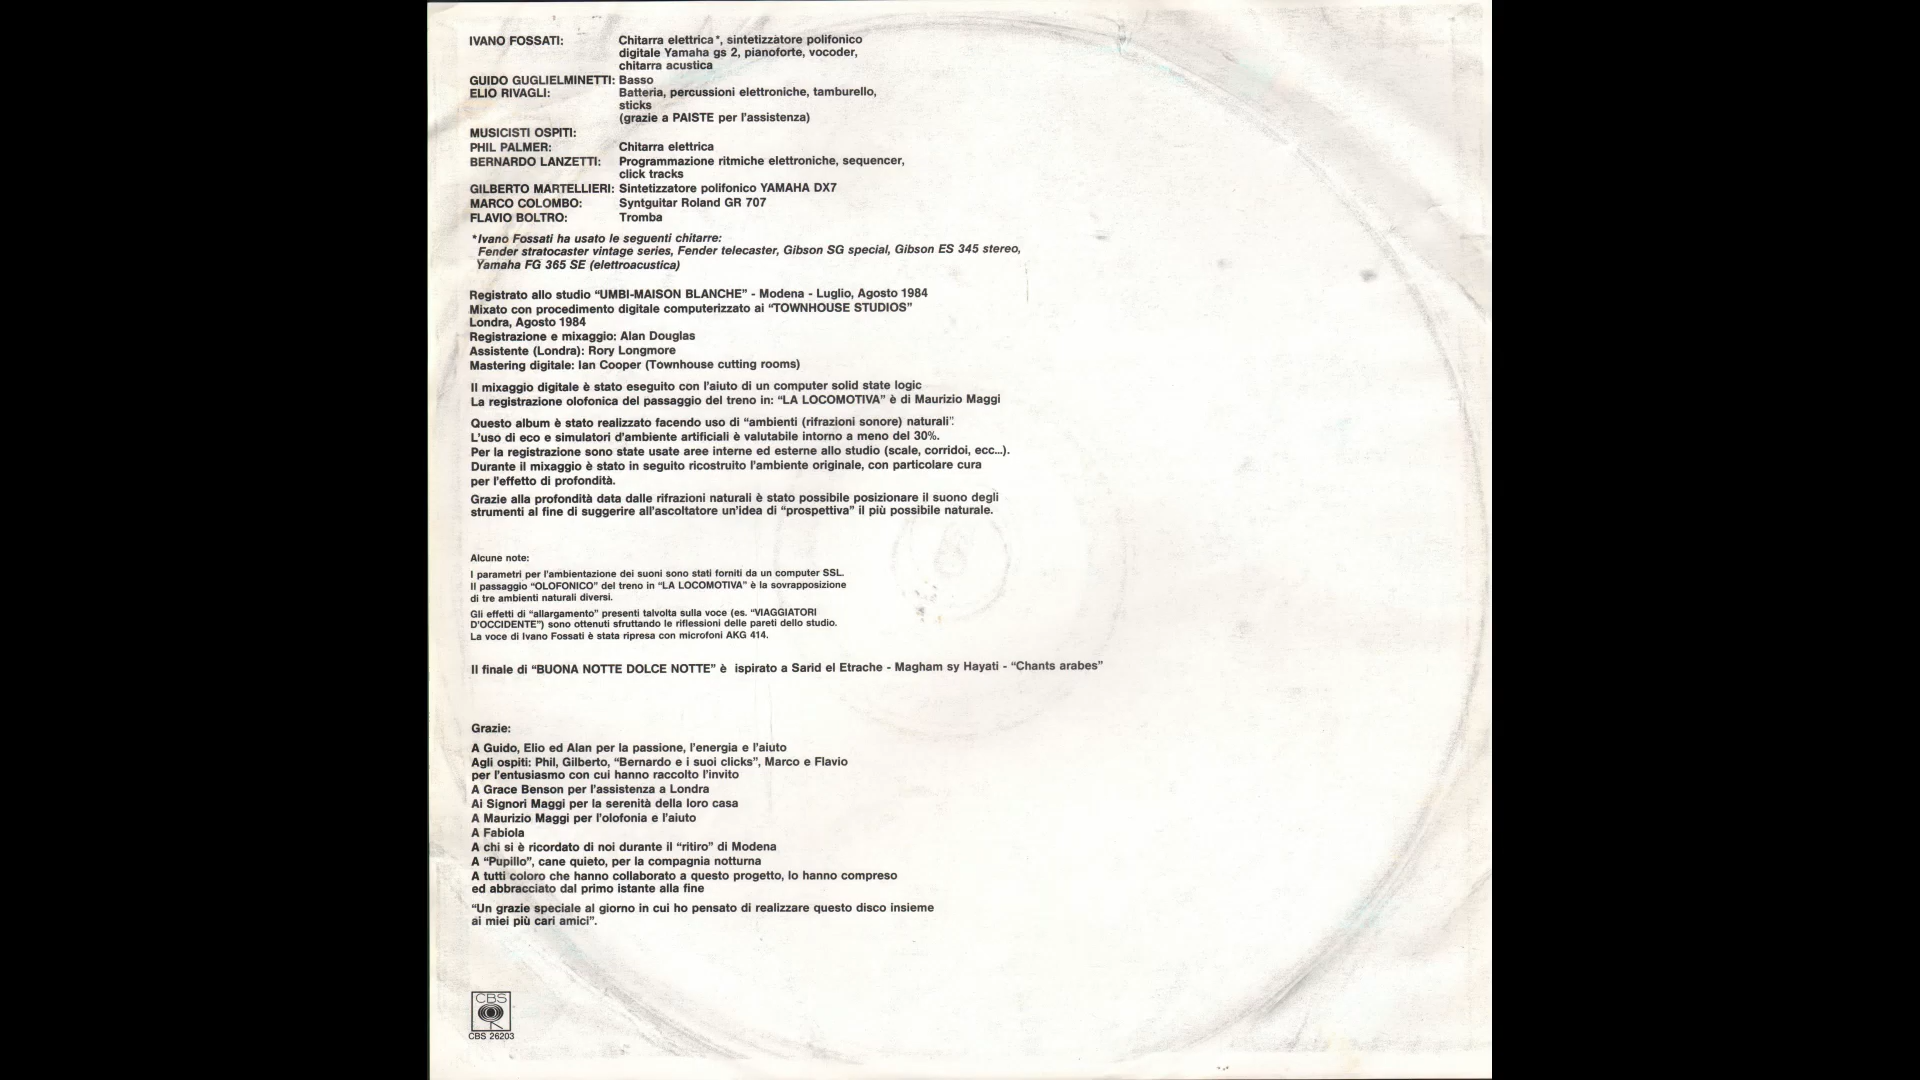 IVANO FOSSATI: Chitarra elettrica*, sintetizzatore polifonico
digitale Yamaha gs 2, pianoforte, vocoder,
chitarra acustica
GUIDO GUGLIELMINETTI: Basso
ELIO RIVAGLI: Batteria, percussioni elettroniche, tamburello,
sticks
(grazie a PAISTE per l'assistenza)
MUSICISTI OSPITI:
PHIL PALMER: Chitarra elettrica
BERNARDO LANZETTI: Programmazione ritmiche elettroniche, sequencer,
click tracks
GILBERTO MARTELLIERI: Sintetizzatore polifonico YAMAHA DX7
MARCO COLOMBO: Syntguitar Roland GR 707
FLAVIO BOLTRO: Tromba
*Ivano Fossati ha usato le seguenti chitarre:
Fender stratocaster vintage series, Fender telecaster, Gibson SG special, Gibson ES 345 stereo,
Yamaha FG 365 SE (elettroacustica)
Registrato allo studio “UMBI-MAISON BLANCHE” - Modena - Luglio, Agosto 1984
Mixato con procedimento digitale computerizzato ai “TOWNHOUSE STUDIOS”
Londra, Agosto 1984
Registrazione e mixaggio: Alan Douglas
Assistente (Londra): Rory Longmore
Mastering digitale: Ian Cooper (Townhouse cutting rooms)
Il mixaggio digitale è stato eseguito con l'aiuto di un computer solid state logic
La registrazione olofonica del passaggio del treno in: “LA LOCOMOTIVA” è di Maurizio Maggi
Questo album è stato realizzato facendo uso di “ambienti (rifrazioni sonore) naturali”.
L'uso di eco e simulatori d'ambiente artificiali è valutabile intorno a meno del 30%.
Per la registrazione sono state usate aree interne ed esterne allo studio (scale, corridoi, ecc...).
Durante il mixaggio è stato in seguito ricostruito l'ambiente originale, con particolare cura
per l'effetto di profondità.
Grazie alla profondità data dalle rifrazioni naturali è stato possibile posizionare il suono degli
strumenti al fine di suggerire all'ascoltatore un'idea di “prospettiva” il più possibile naturale.
Alcune note:
I parametri per l'ambientazione dei suoni sono stati forniti da un computer SSL.
Il passaggio “OLOFONICO” del treno in “LA LOCOMOTIVA” è la sovrapposizione
di tre ambienti naturali diversi.
Gli effetti di “allargamento” presenti talvolta sulla voce (es. “VIAGGIATORI
D'OCCIDENTE”) sono ottenuti sfruttando le riflessioni delle pareti dello studio.
La voce di Ivano Fossati è stata ripresa con microfoni AKG 414.
Il finale di “BUONA NOTTE DOLCE NOTTE” è ispirato a Sarid el Etrache - Magham sy Hayati - “Chants arabes”
Grazie:
A Guido, Elio ed Alan per la passione, l'energia e l'aiuto
Agli ospiti: Phil, Gilberto, “Bernardo e i suoi clicks”, Marco e Flavio
per l'entusiasmo con cui hanno raccolto l'invito
A Grace Benson per l'assistenza a Londra
Ai Signori Maggi per la serenità della loro casa
A Maurizio Maggi per l'olofonia e l'aiuto
A Fabiola
A chi si è ricordato di noi durante il “ritiro” di Modena
A “Pupillo”, cane quieto, per la compagnia notturna
A tutti coloro che hanno collaborato a questo progetto, lo hanno compreso
ed abbracciato dal primo istante alla fine
“Un grazie speciale al giorno in cui ho pensato di realizzare questo disco insieme
ai miei più cari amici”.
CBS
CBS 26203